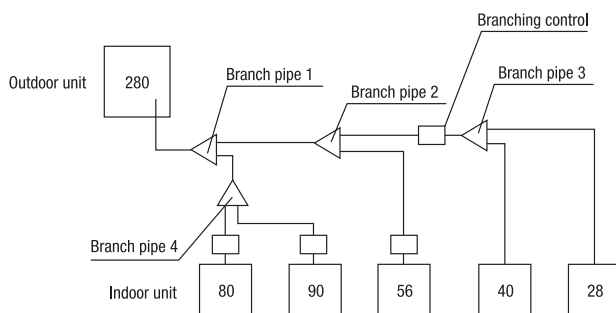 Branching control
Branch pipe 1
Branch pipe 2
Branch pipe 3
Outdoor unit
280
Branch pipe 4
Indoor unit
80
90
56
40
28